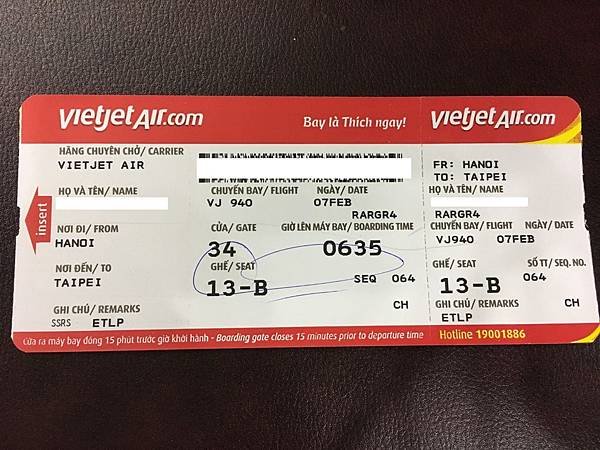 vietjetAir.com
Bay là Thích ngay!
vietjetAir.com
HÃNG CHUYÊN CHỞ/ CARRIER
VIETJET AIR
HỌ VÀ TÊN/ NAME
insert
NƠI ĐI/ FROM
HANOI
NƠI ĐẾN/ TO
TAIPEI
GHI CHÚ/ REMARKS
SSRS ETLP
CHUYẾN BAY/ FLIGHT NGÀY/ DATE
VJ 940 07FEB
RARGR4
CỬA/ GATE GIỜ LÊN MÁY BAY/ BOARDING TIME
34 0635
GHẾ/ SEAT
13-B SEQ 064
CH
FR: HANOI
TO: TAIPEI
HỌ VÀ TÊN/ NAME
RARGR4
CHUYẾN BAY/ FLIGHT NGÀY/ DATE
VJ940 07FEB
GHẾ/ SEAT SỐ TT/ SEQ. NO.
13-B 064
GHI CHÚ/ REMARKS CH
ETLP
Cửa ra máy bay đóng 15 phút trước giờ khởi hành - Boarding gate closes 15 minutes prior to departure time
Hotline 19001886